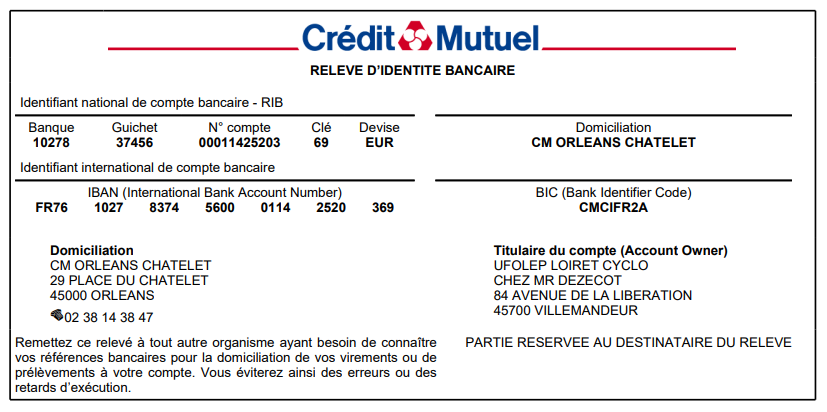 Crédit Mutuel
RELEVE D'IDENTITE BANCAIRE
Identifiant national de compte bancaire - RIB
Banque Guichet N° compte Clé Devise Domiciliation
10278 37456 00011425203 69 EUR CM ORLEANS CHATELET
Identifiant international de compte bancaire
IBAN (International Bank Account Number) BIC (Bank Identifier Code)
FR76 1027 8374 5600 0114 2520 369 CMCIFR2A
Domiciliation
CM ORLEANS CHATELET
29 PLACE DU CHATELET
45000 ORLEANS
02 38 14 38 47
Titulaire du compte (Account Owner)
UFOLEP LOIRET CYCLO
CHEZ MR DEZECOT
84 AVENUE DE LA LIBERATION
45700 VILLEMANDEUR
Remettez ce relevé à tout autre organisme ayant besoin de connaître
vos références bancaires pour la domiciliation de vos virements ou de
prélèvements à votre compte. Vous éviterez ainsi des erreurs ou des
retards d'exécution.
PARTIE RESERVEE AU DESTINATAIRE DU RELEVE